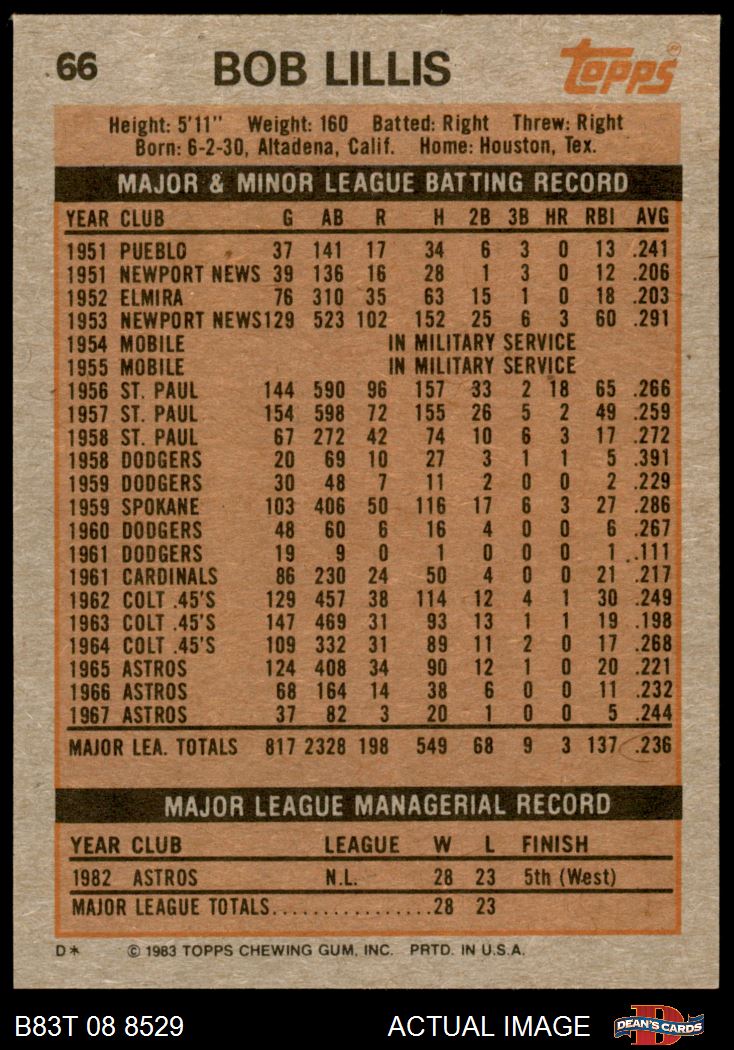 66 BOB LILLIS topps
Height: 5'11" Weight: 160 Batted: Right Threw: Right
Born: 6-2-30, Altadena, Calif. Home: Houston, Tex.
MAJOR & MINOR LEAGUE BATTING RECORD
YEAR CLUB G AB R H 2B 3B HR RBI AVG
1951 PUEBLO 37 141 17 34 6 3 0 13 .241
1951 NEWPORT NEWS 39 136 16 28 1 3 0 12 .206
1952 ELMIRA 76 310 35 63 15 1 0 18 .203
1953 NEWPORT NEWS 129 523 102 152 25 6 3 60 .291
1954 MOBILE IN MILITARY SERVICE
1955 MOBILE IN MILITARY SERVICE
1956 ST. PAUL 144 590 96 157 33 2 18 65 .266
1957 ST. PAUL 154 598 72 155 26 5 2 49 .259
1958 ST. PAUL 67 272 42 74 10 6 3 17 .272
1958 DODGERS 20 69 10 27 3 1 1 5 .391
1959 DODGERS 30 48 7 11 2 0 0 2 .229
1959 SPOKANE 103 406 50 116 17 6 3 27 .286
1960 DODGERS 48 60 6 16 4 0 0 6 .267
1961 DODGERS 19 9 0 1 0 0 0 1 .111
1961 CARDINALS 86 230 24 50 4 0 0 21 .217
1962 COLT .45'S 129 457 38 114 12 4 1 30 .249
1963 COLT .45'S 147 469 31 93 13 1 1 19 .198
1964 COLT .45'S 109 332 31 89 11 2 0 17 .268
1965 ASTROS 124 408 34 90 12 1 0 20 .221
1966 ASTROS 68 164 14 38 6 0 0 11 .232
1967 ASTROS 37 82 3 20 1 0 0 5 .244
MAJOR LEA. TOTALS 817 2328 198 549 68 9 3 137 .236
MAJOR LEAGUE MANAGERIAL RECORD
YEAR CLUB LEAGUE W L FINISH
1982 ASTROS N.L. 28 23 5th (West)
MAJOR LEAGUE TOTALS.................28 23
D* © 1983 TOPPS CHEWING GUM, INC. PRTD. IN U.S.A.
B83T 08 8529 ACTUAL IMAGE DEAN'S CARDS